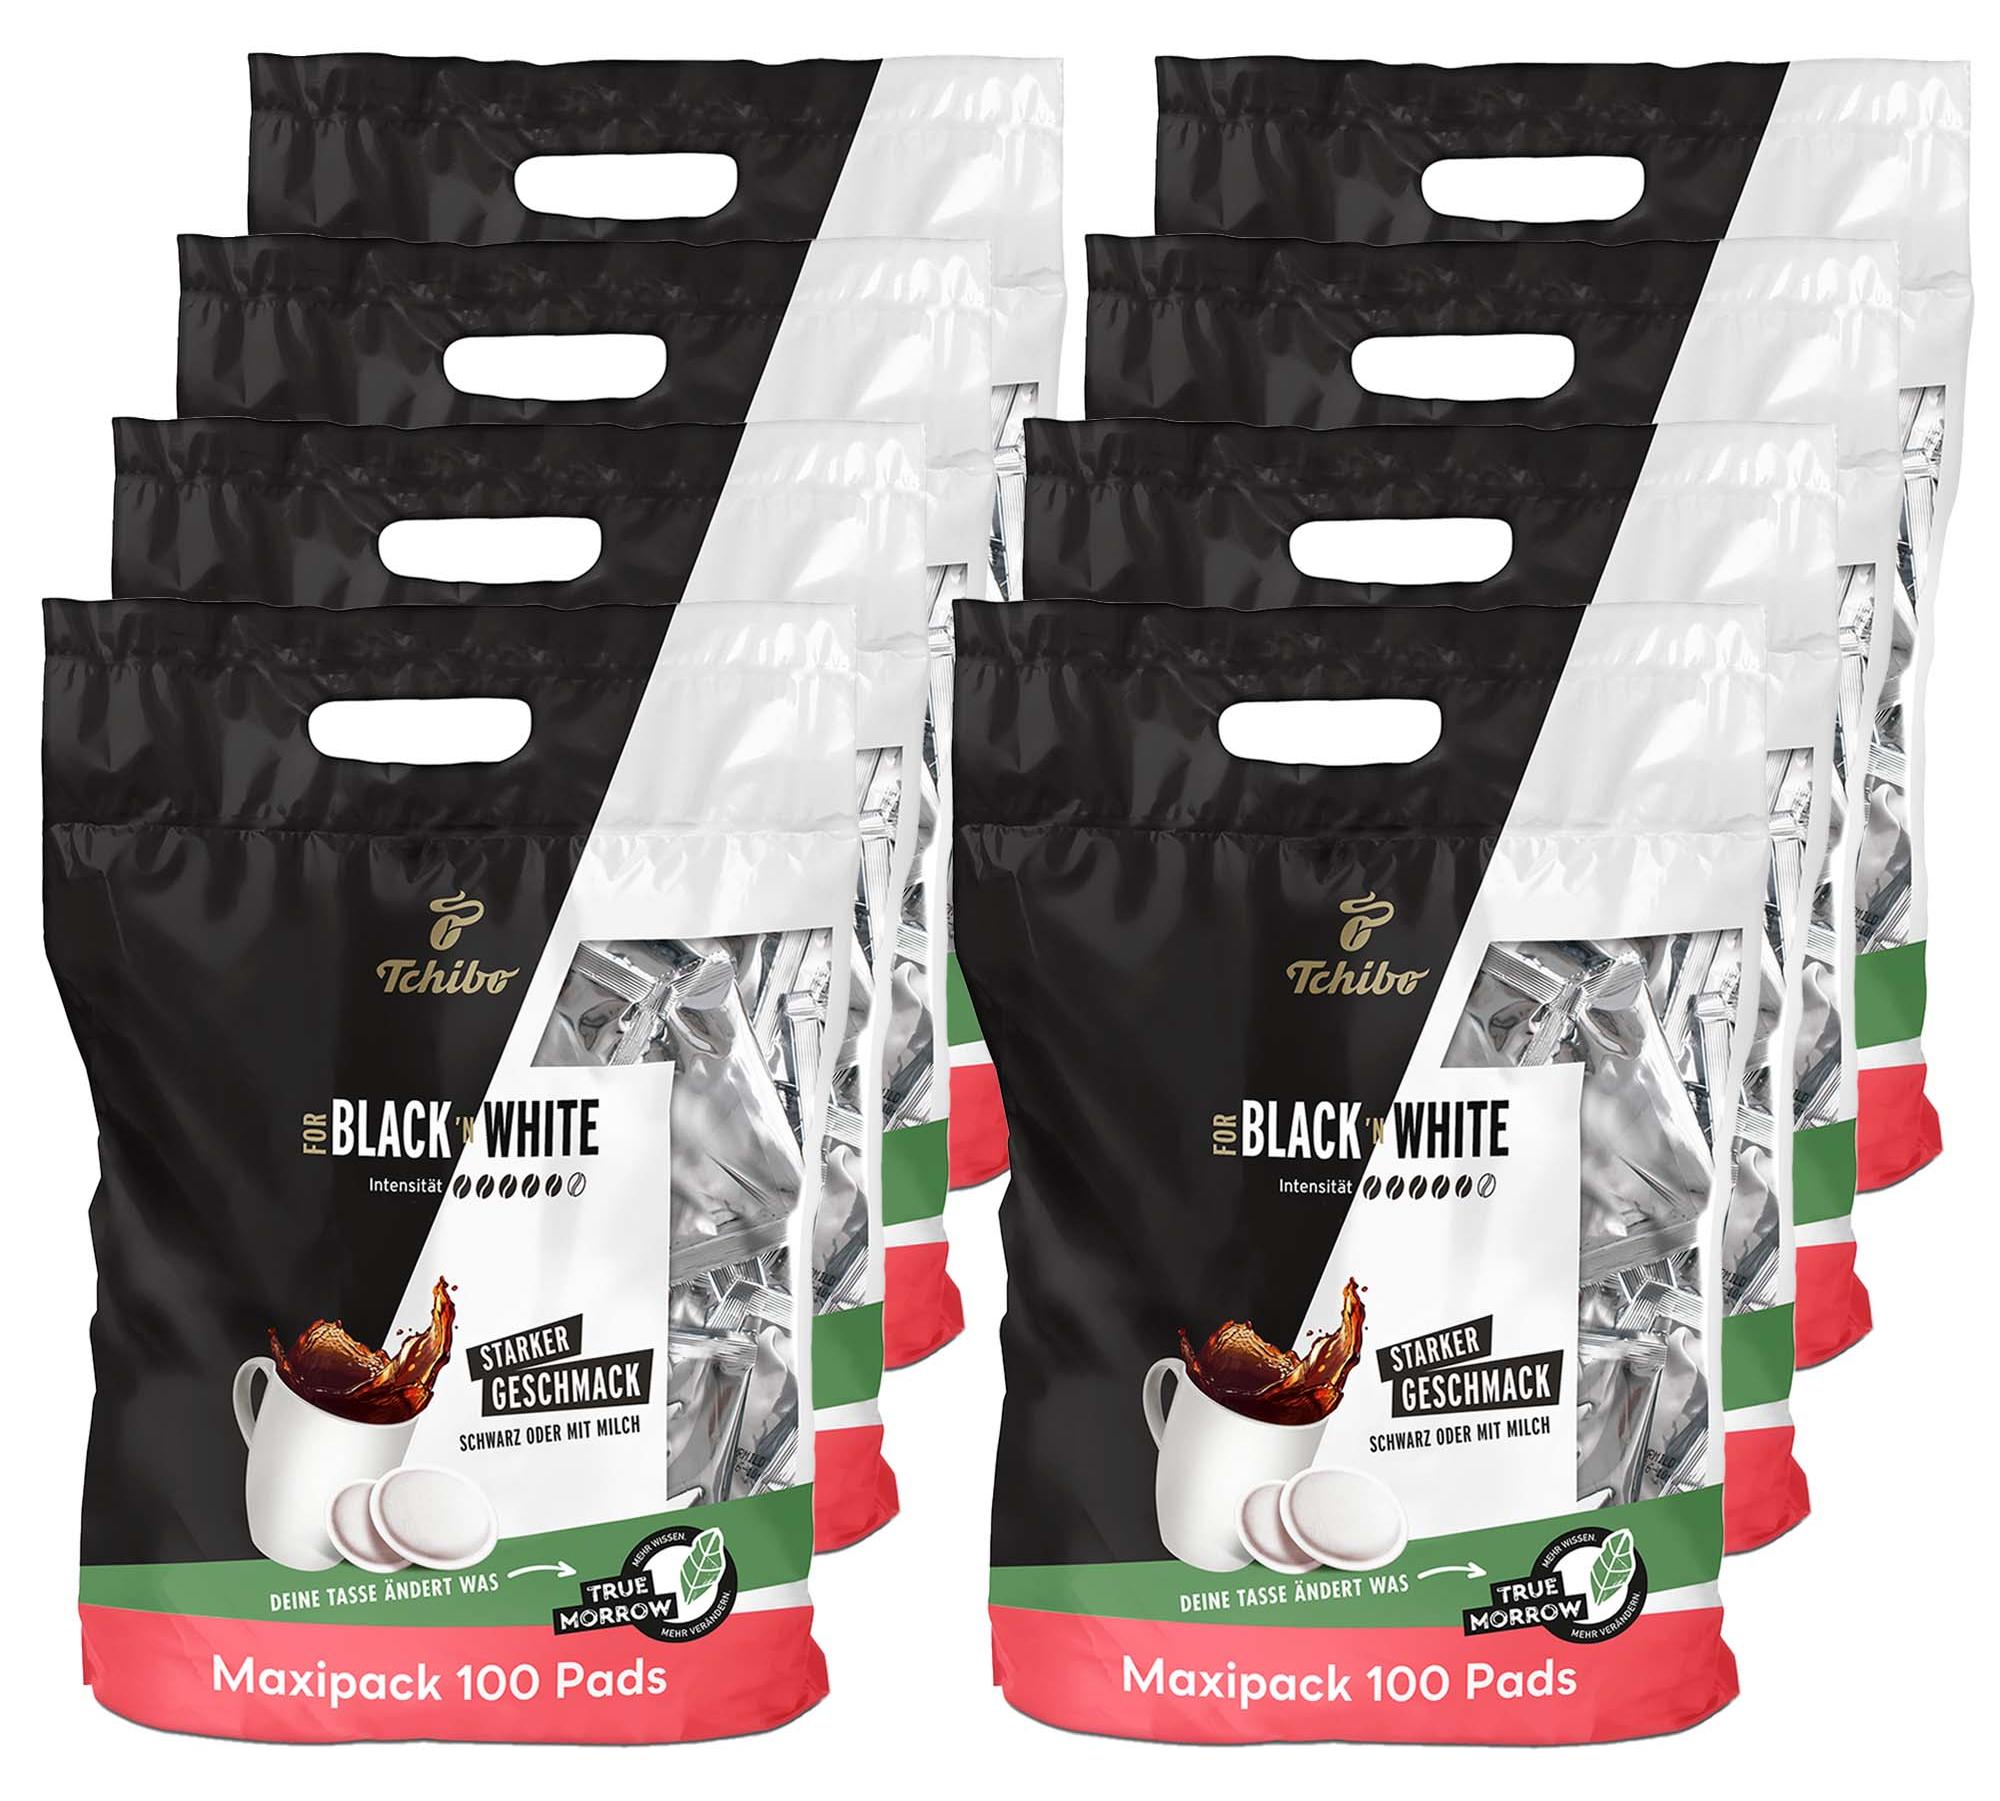 Tchibo
FOR BLACK 'N WHITE
Intensität
STARKER
GESCHMACK
SCHWARZ ODER MIT MILCH
DEINE TASSE ÄNDERT WAS
MEHR WISSEN.
TRUE
MORROW
MEHR VERÄNDERN.
Maxipack 100 Pads
Tchibo
FOR BLACK 'N WHITE
Intensität
STARKER
GESCHMACK
SCHWARZ ODER MIT MILCH
DEINE TASSE ÄNDERT WAS
MEHR WISSEN.
TRUE
MORROW
MEHR VERÄNDERN.
Maxipack 100 Pads